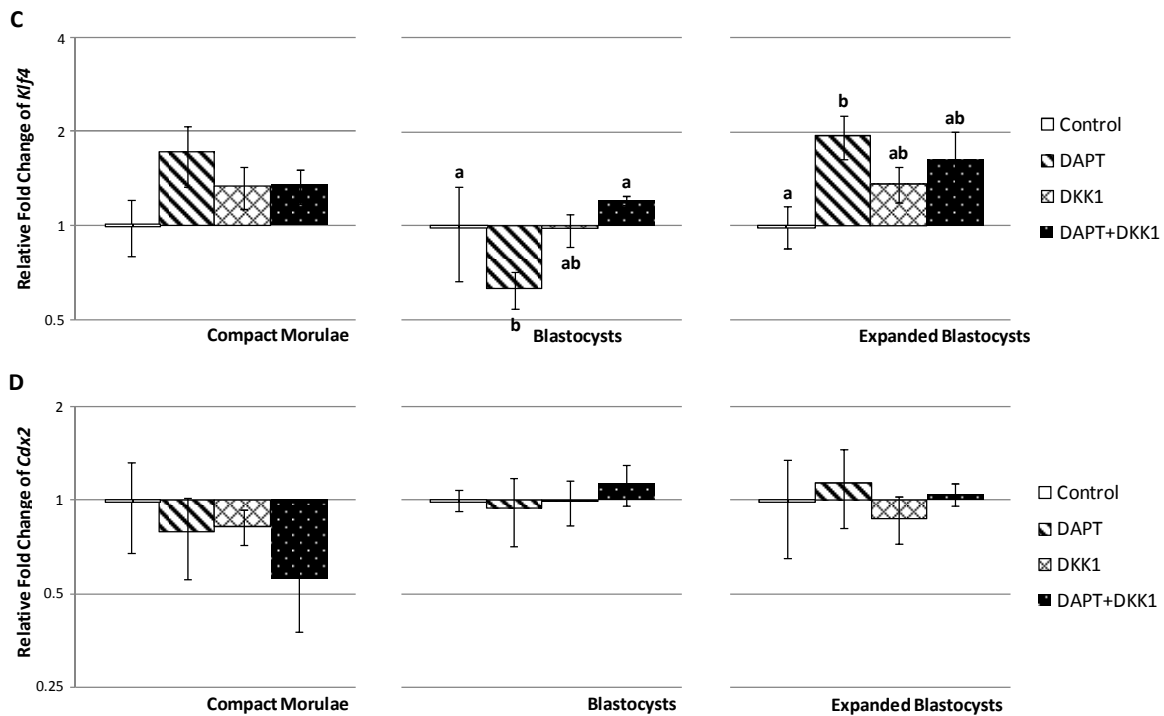 C
Relative Fold Change of Klf4
4
2
1
0.5
a
b
ab
a
a
b
ab
ab
Compact Morulae
Blastocysts
Expanded Blastocysts
Control
DAPT
DKK1
DAPT+DKK1
D
Relative Fold Change of Cdx2
2
1
0.5
0.25
Compact Morulae
Blastocysts
Expanded Blastocysts
Control
DAPT
DKK1
DAPT+DKK1